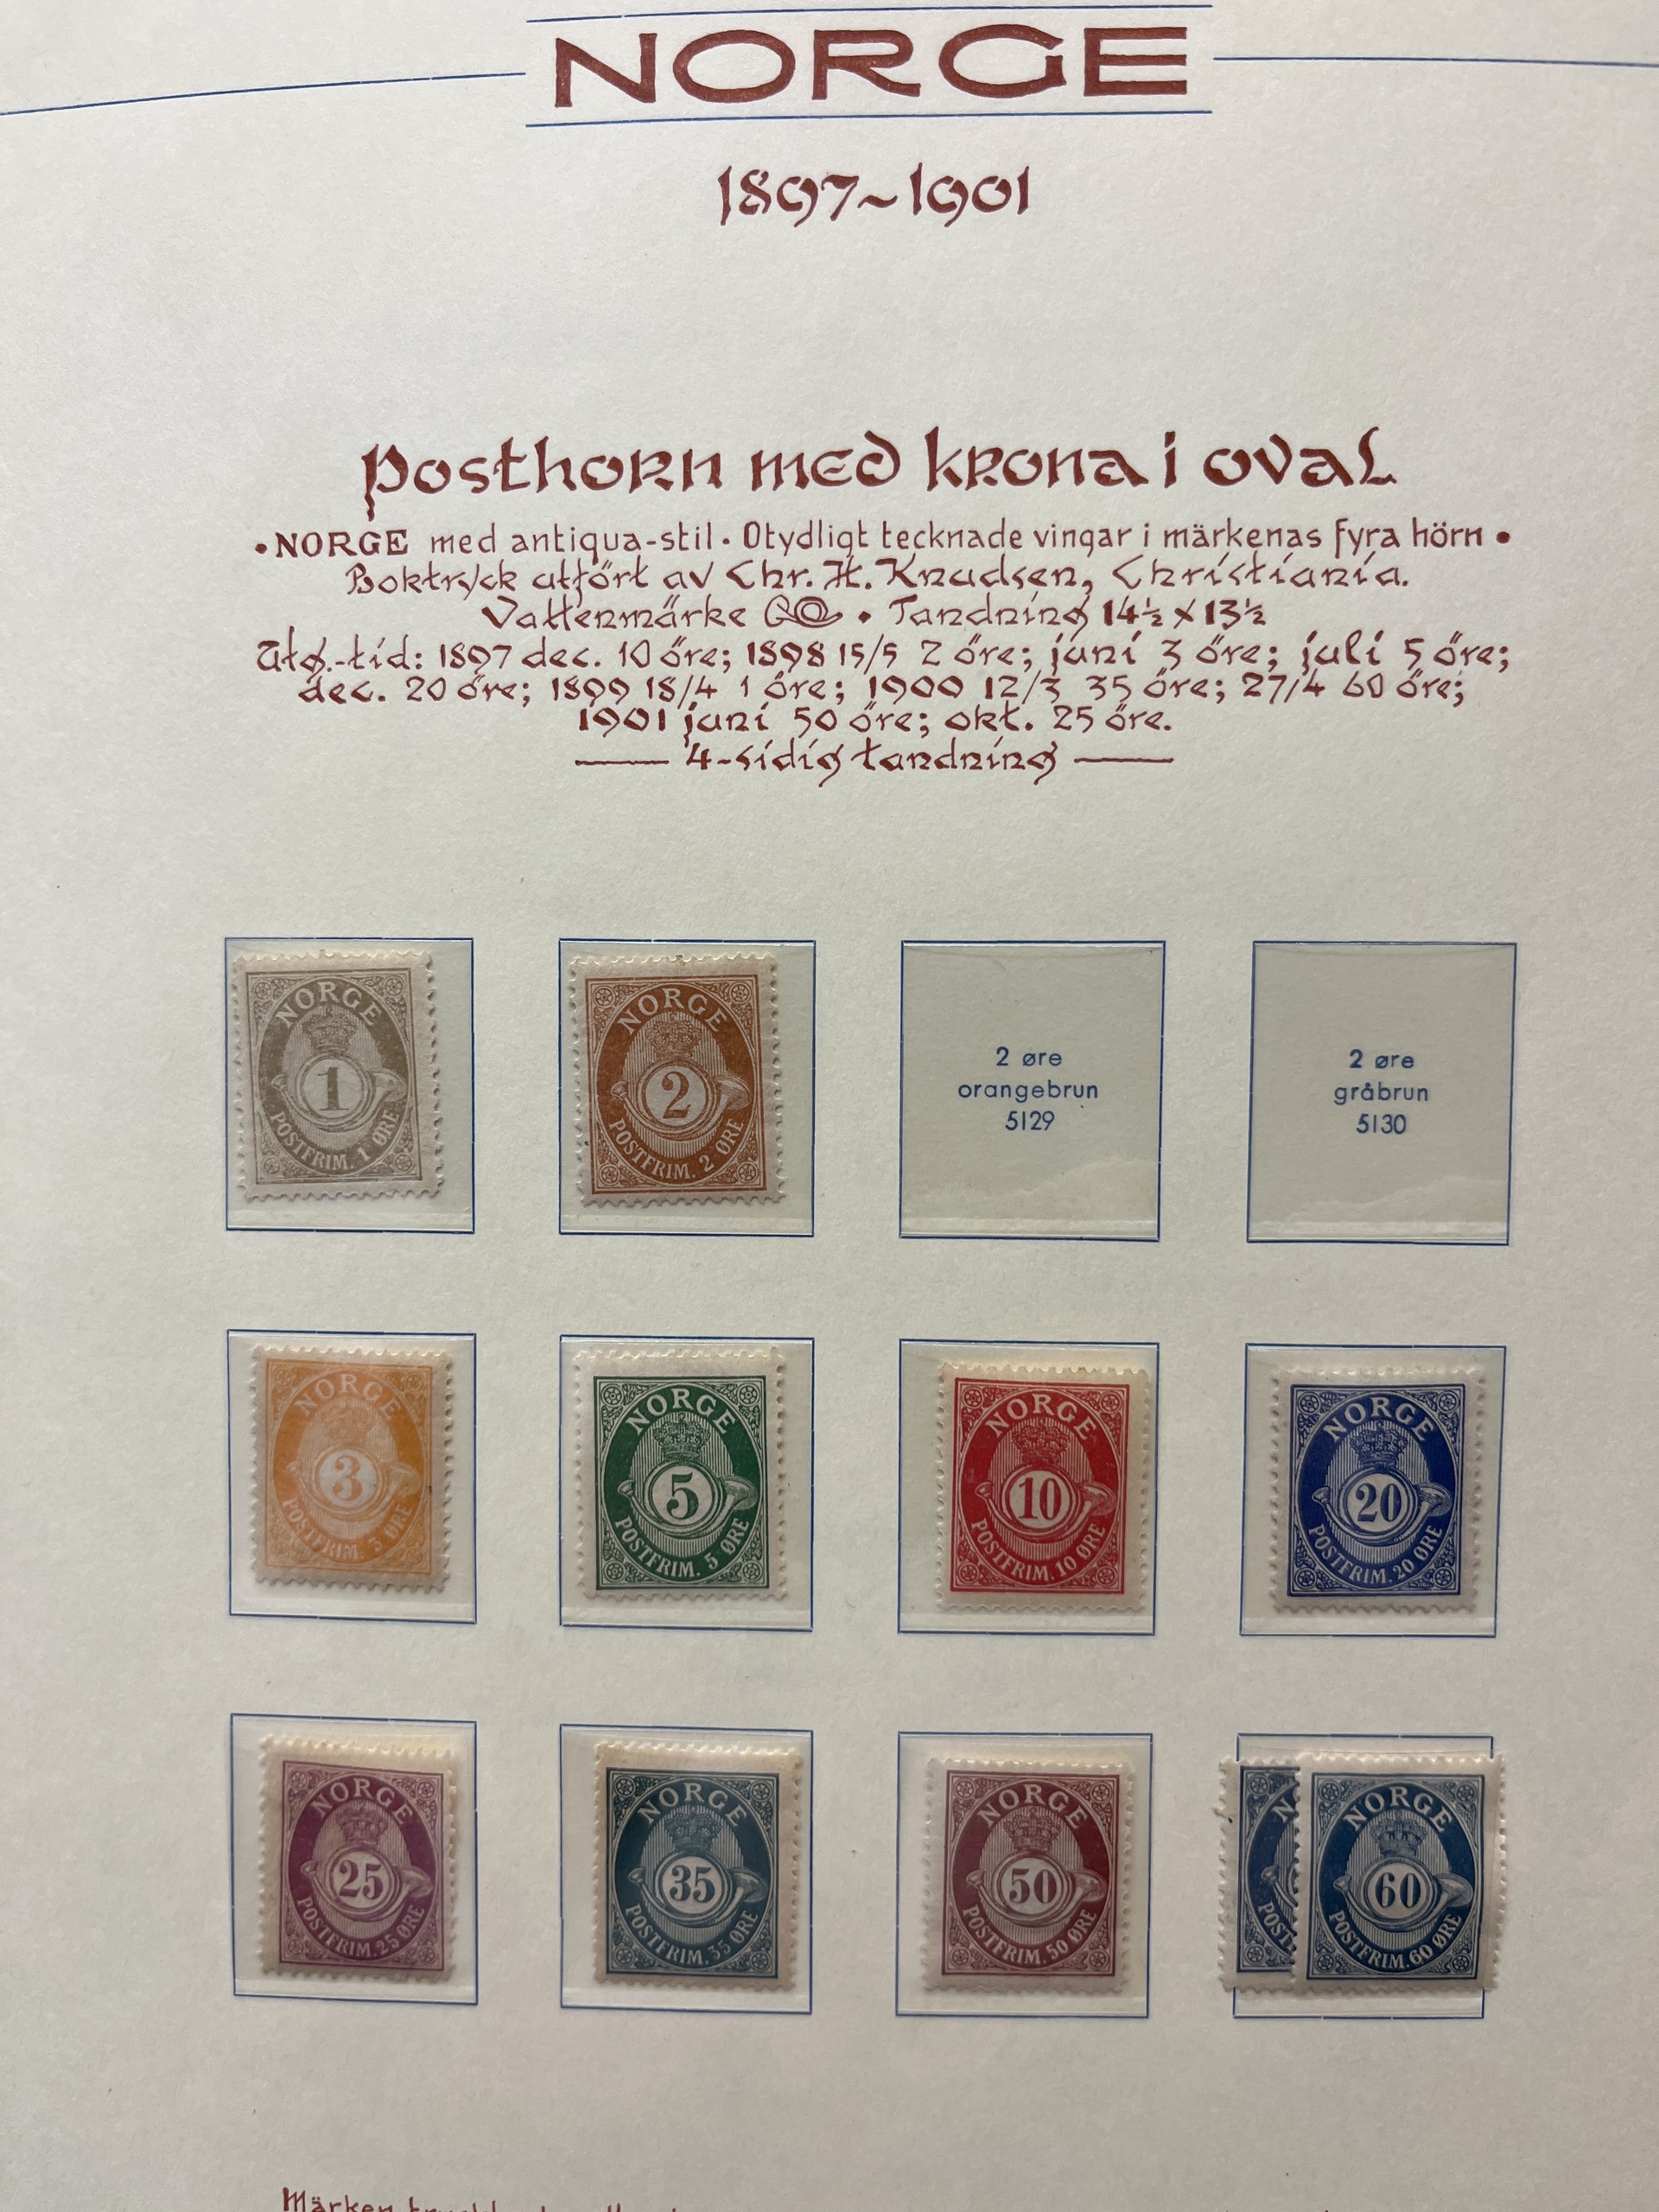 NORGE
1897~1901
Posthorn med krona i oval
• NORGE med antiqua-stil • Otydligt tecknade vingar i märkenas fyra hörn •
Boktryck utfört av Chr. H. Knudsen, Christiania.
Vattenmärke • Tandning 14½ x 13½
Utg.-tid: 1897 dec. 10 öre; 1898 15/5 2 öre; juni 3 öre; juli 5 öre;
dec. 20 öre; 1899 18/4 1 öre; 1900 12/3 35 öre; 27/4 60 öre;
1901 juni 50 öre; okt. 25 öre.
— 4-sidig tandning —
NORGE
1
POSTFRIM. 1 ØRE
NORGE
2
POSTFRIM. 2 ØRE
2 øre
orangebrun
5129
2 øre
gråbrun
5130
NORGE
3
POSTFRIM. 3 ØRE
NORGE
5
POSTFRIM. 5 ØRE
NORGE
10
POSTFRIM. 10 ØRE
NORGE
20
POSTFRIM. 20 ØRE
NORGE
25
POSTFRIM. 25 ØRE
NORGE
35
POSTFRIM. 35 ØRE
NORGE
50
POSTFRIM. 50 ØRE
N
POST
NORGE
60
POSTFRIM. 60 ØRE
Märken